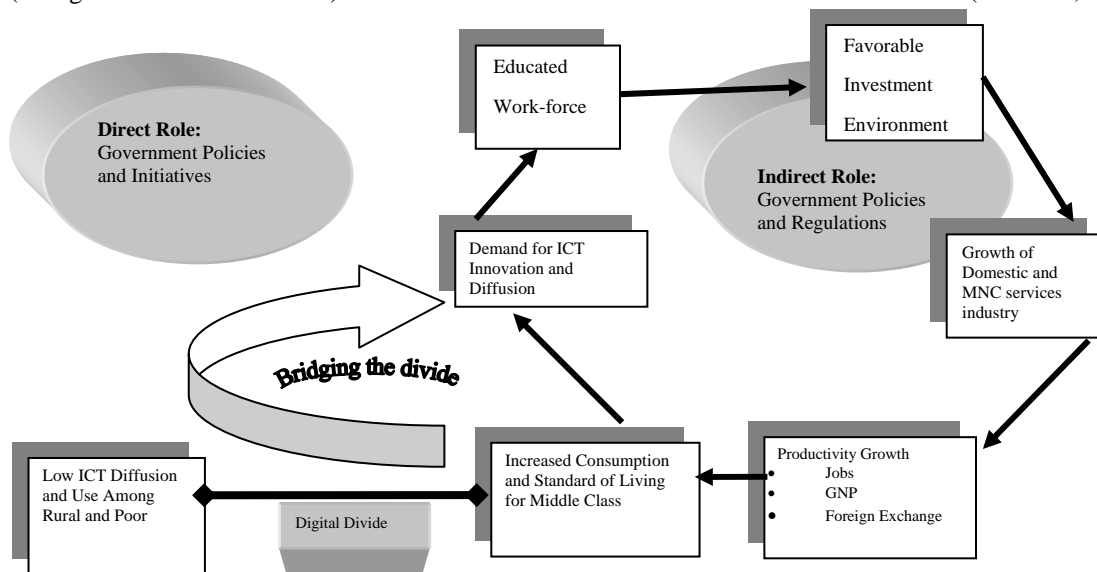 Educated
Work-force
Favorable
Investment
Environment
Direct Role:
Government Policies
and Initiatives
Indirect Role:
Government Policies
and Regulations
Demand for ICT
Innovation and
Diffusion
Growth of
Domestic and
MNC services
industry
Bridging the divide
Low ICT Diffusion
and Use Among
Rural and Poor
Digital Divide
Increased Consumption
and Standard of Living
for Middle Class
Productivity Growth
• Jobs
• GNP
• Foreign Exchange